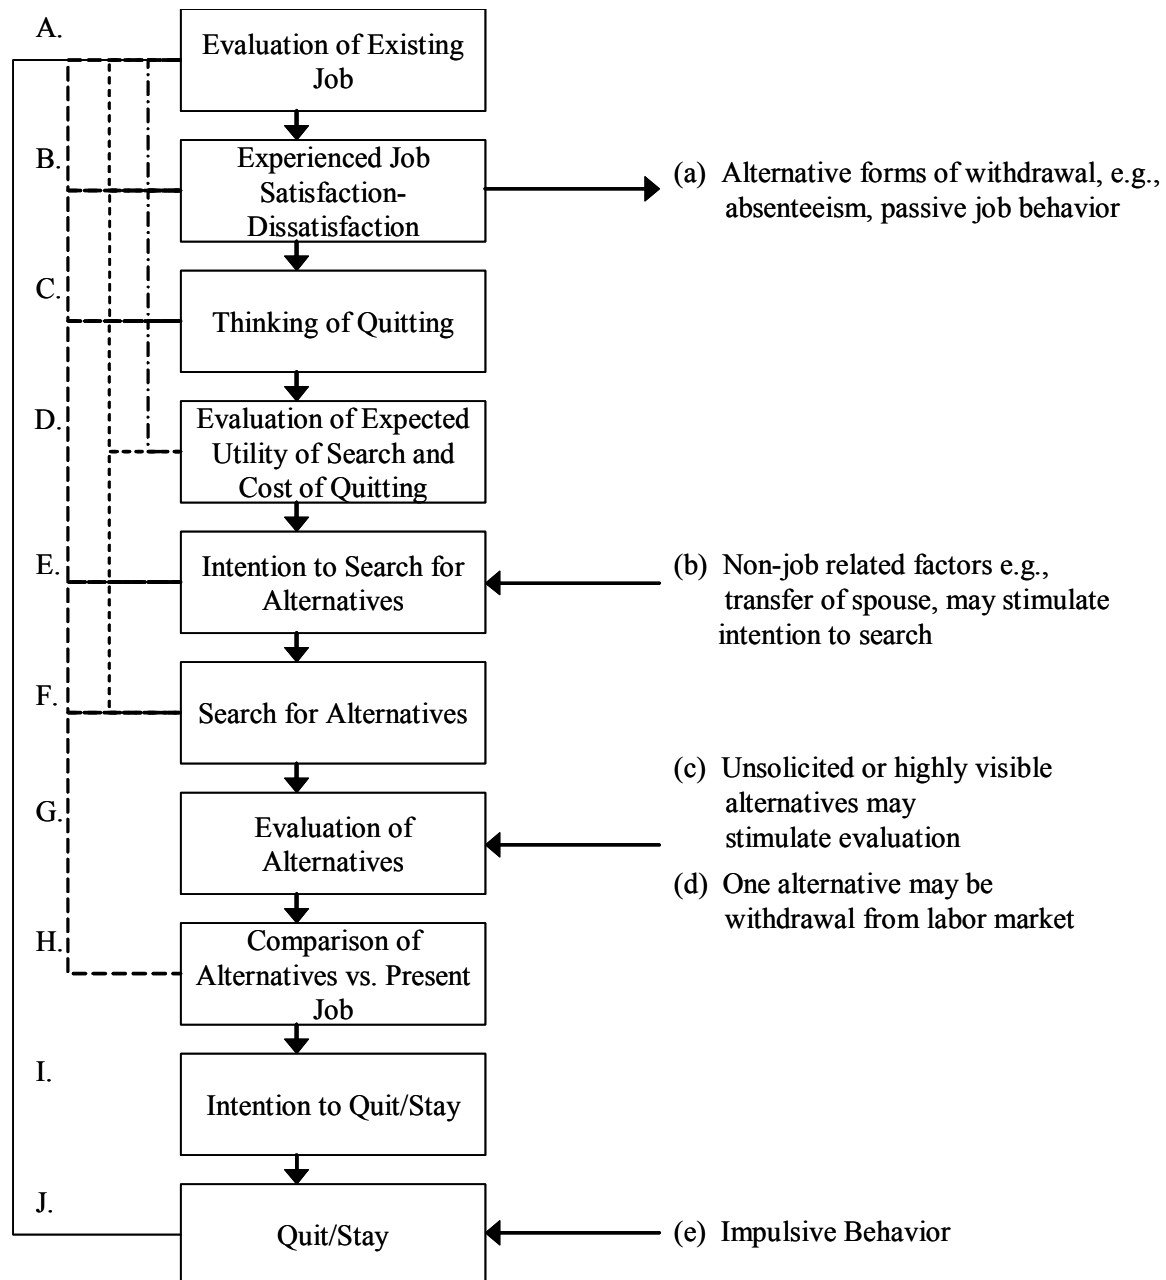 A.
Evaluation of Existing
Job
B.
Experienced Job
Satisfaction-
Dissatisfaction
(a) Alternative forms of withdrawal, e.g.,
absenteeism, passive job behavior
C.
Thinking of Quitting
D.
Evaluation of Expected
Utility of Search and
Cost of Quitting
E.
Intention to Search for
Alternatives
(b) Non-job related factors e.g.,
transfer of spouse, may stimulate
intention to search
F.
Search for Alternatives
G.
Evaluation of
Alternatives
(c) Unsolicited or highly visible
alternatives may
stimulate evaluation
(d) One alternative may be
withdrawal from labor market
H.
Comparison of
Alternatives vs. Present
Job
I.
Intention to Quit/Stay
J.
Quit/Stay
(e) Impulsive Behavior